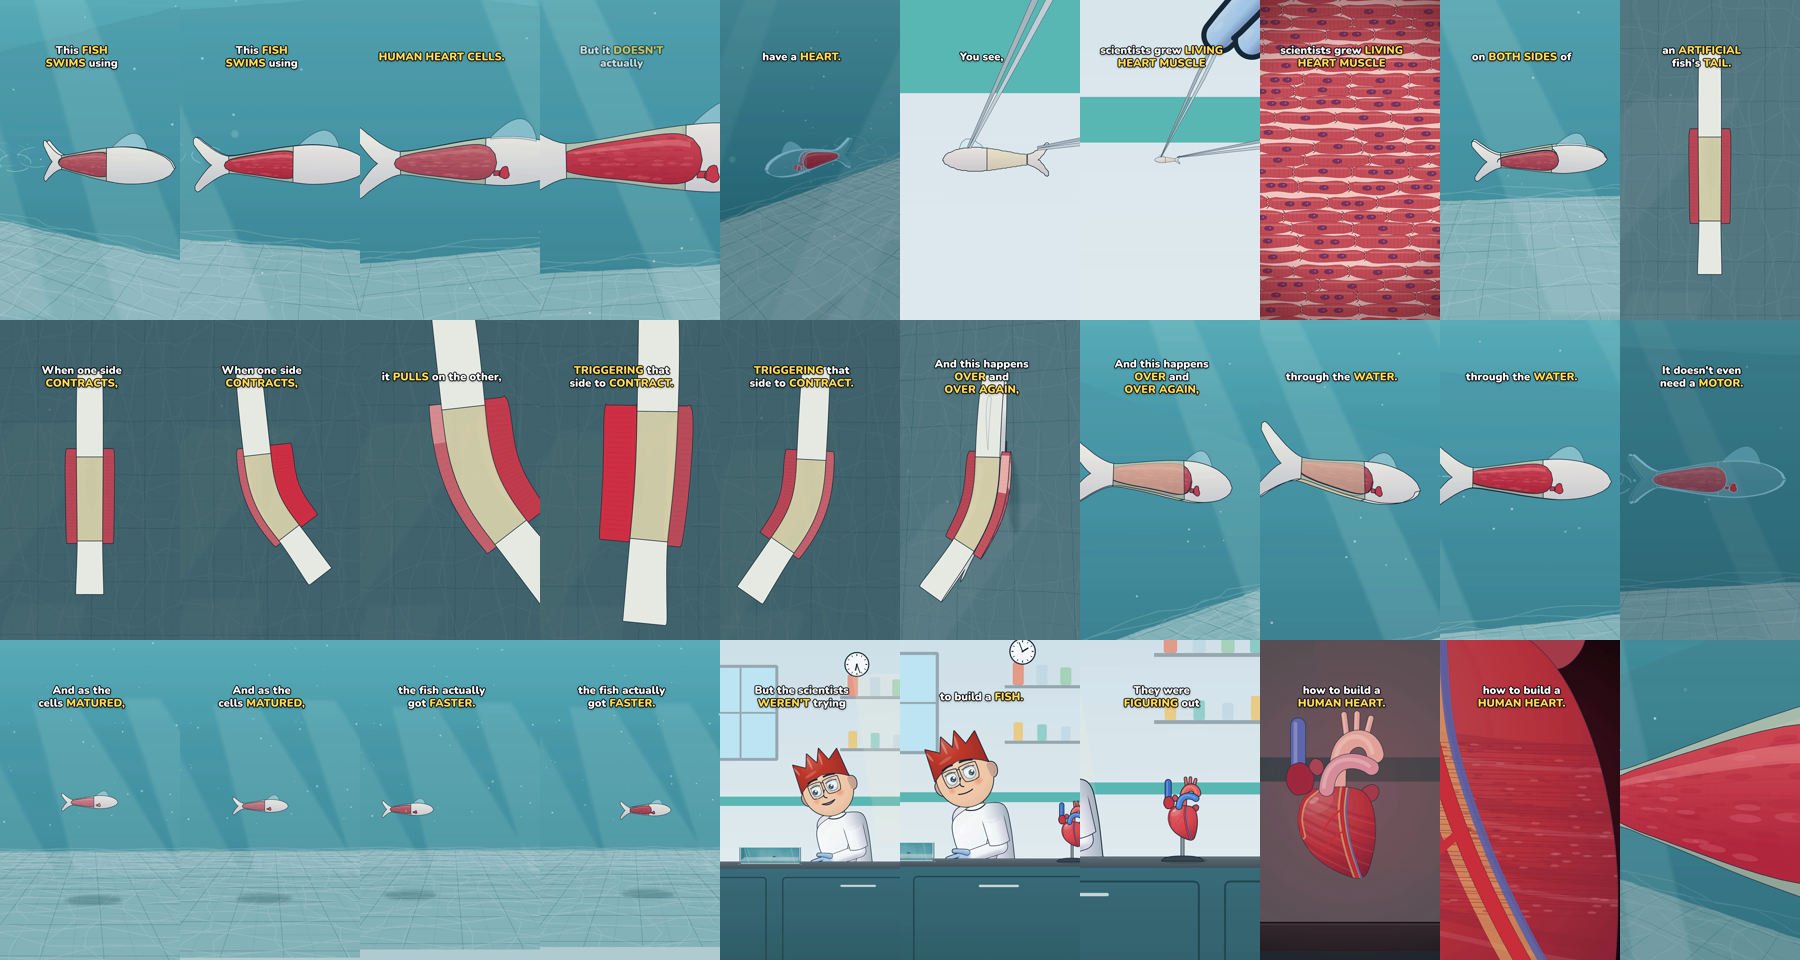 This FISH
SWIMS using
This FISH
SWIMS using
HUMAN HEART CELLS.
But it DOESN'T
actually
have a HEART.
You see,
scientists grew LIVING
HEART MUSCLE
scientists grew LIVING
HEART MUSCLE
on BOTH SIDES of
an ARTIFICIAL
fish's TAIL.
When one side
CONTRACTS,
When one side
CONTRACTS,
it PULLS on the other,
TRIGGERING that
side to CONTRACT.
TRIGGERING that
side to CONTRACT.
And this happens
OVER and
OVER AGAIN,
And this happens
OVER and
OVER AGAIN,
through the WATER.
through the WATER.
It doesn't even
need a MOTOR.
And as the
cells MATURED,
And as the
cells MATURED,
the fish actually
got FASTER.
the fish actually
got FASTER.
But the scientists
WEREN'T trying
to build a FISH.
They were
FIGURING out
how to build a
HUMAN HEART.
how to build a
HUMAN HEART.